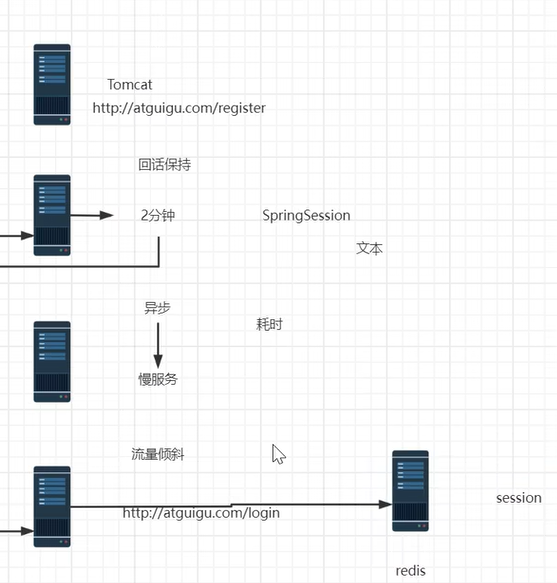 Tomcat
http://atguigu.com/register
回话保持
2分钟
SpringSession
文本
异步
耗时
慢服务
流量倾斜
http://atguigu.com/login
session
redis